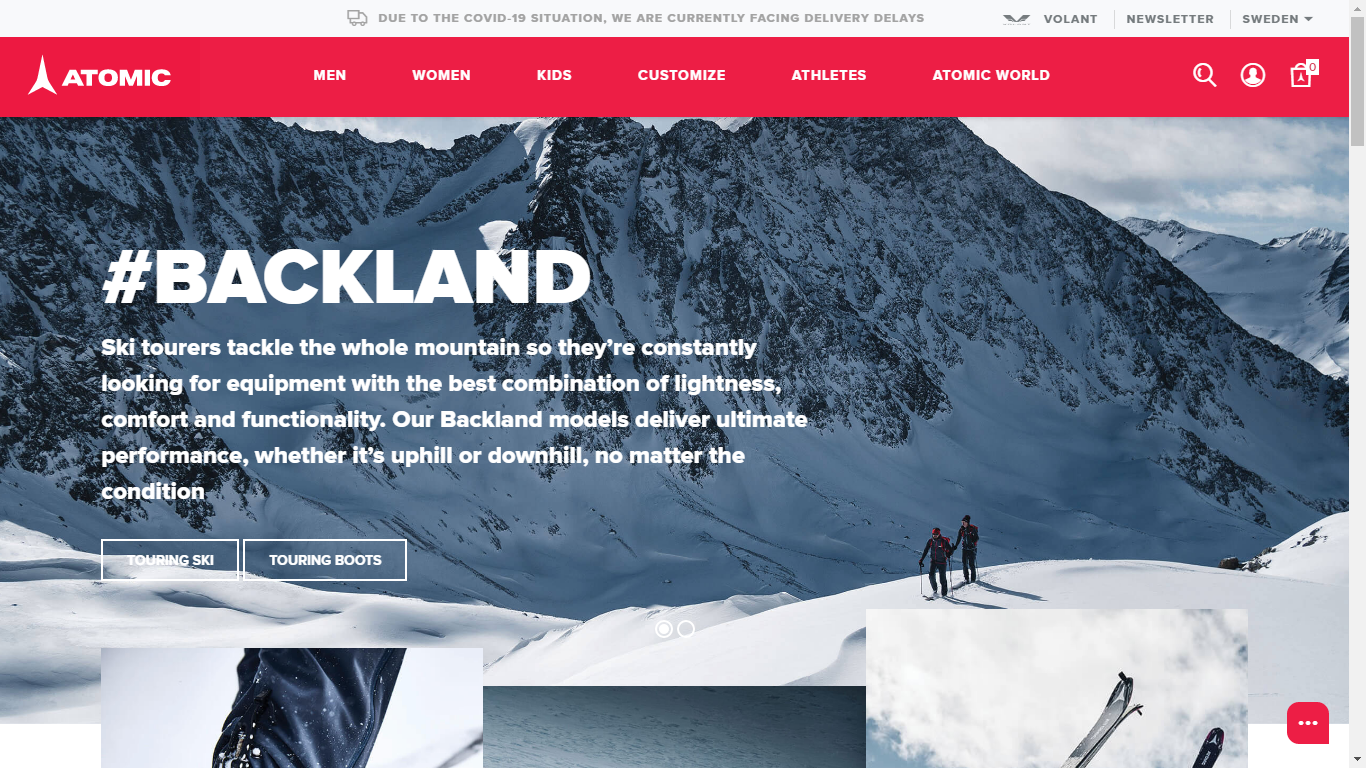 DUE TO THE COVID-19 SITUATION, WE ARE CURRENTLY FACING DELIVERY DELAYS
VOLANT
NEWSLETTER
SWEDEN
ATOMIC
MEN
WOMEN
KIDS
CUSTOMIZE
ATHLETES
ATOMIC WORLD
0
#BACKLAND
Ski tourers tackle the whole mountain so they’re constantly
looking for equipment with the best combination of lightness,
comfort and functionality. Our Backland models deliver ultimate
performance, whether it’s uphill or downhill, no matter the
condition
TOURING SKI
TOURING BOOTS